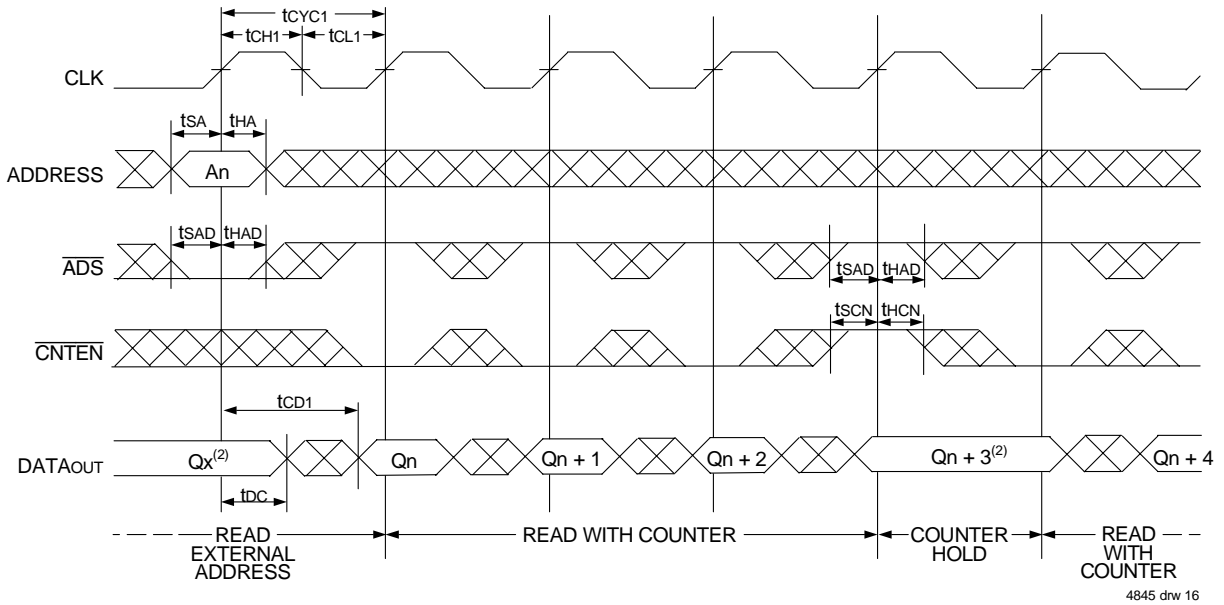 tCYC1
tCH1 tCL1
CLK
tSA tHA
ADDRESS An
tSAD tHAD
ADS
tSAD tHAD
tSCN tHCN
CNTEN
tCD1
DATAOUT Qx(2) Qn Qn + 1 Qn + 2 Qn + 3(2) Qn + 4
tDC
READ EXTERNAL ADDRESS
READ WITH COUNTER
COUNTER HOLD
READ WITH COUNTER
4845 drw 16